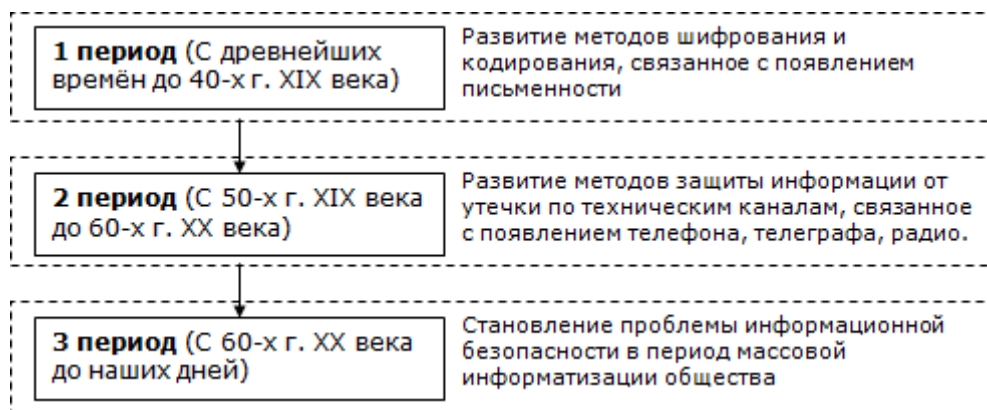 1 период (С древнейших
времён до 40-х г. XIX века)
Развитие методов шифрования и
кодирования, связанное с появлением
письменности
2 период (С 50-х г. XIX века
до 60-х г. XX века)
Развитие методов защиты информации от
утечки по техническим каналам, связанное
с появлением телефона, телеграфа, радио.
3 период (С 60-х г. XX века
до наших дней)
Становление проблемы информационной
безопасности в период массовой
информатизации общества